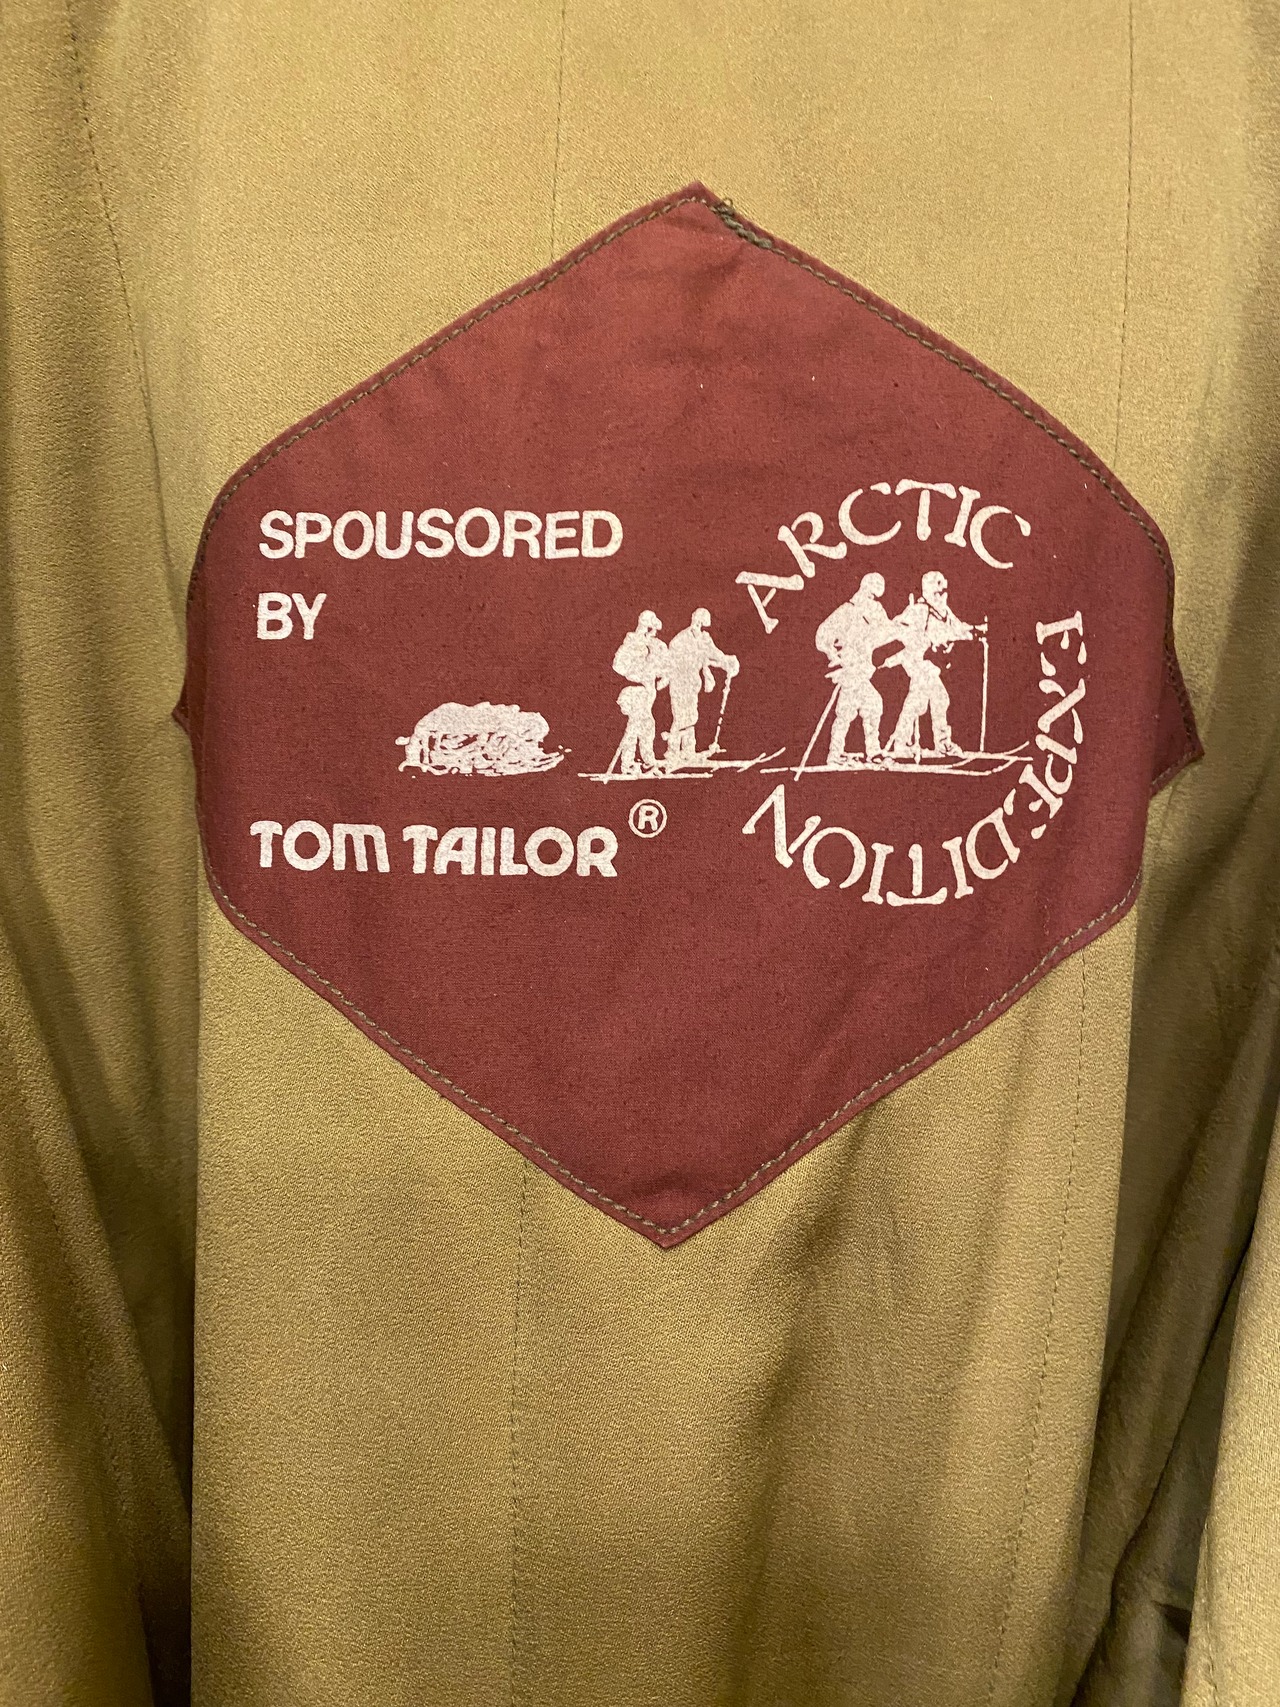 SPOUSORED
BY
TOM TAILOR®
ARCTIC
EXPEDITION